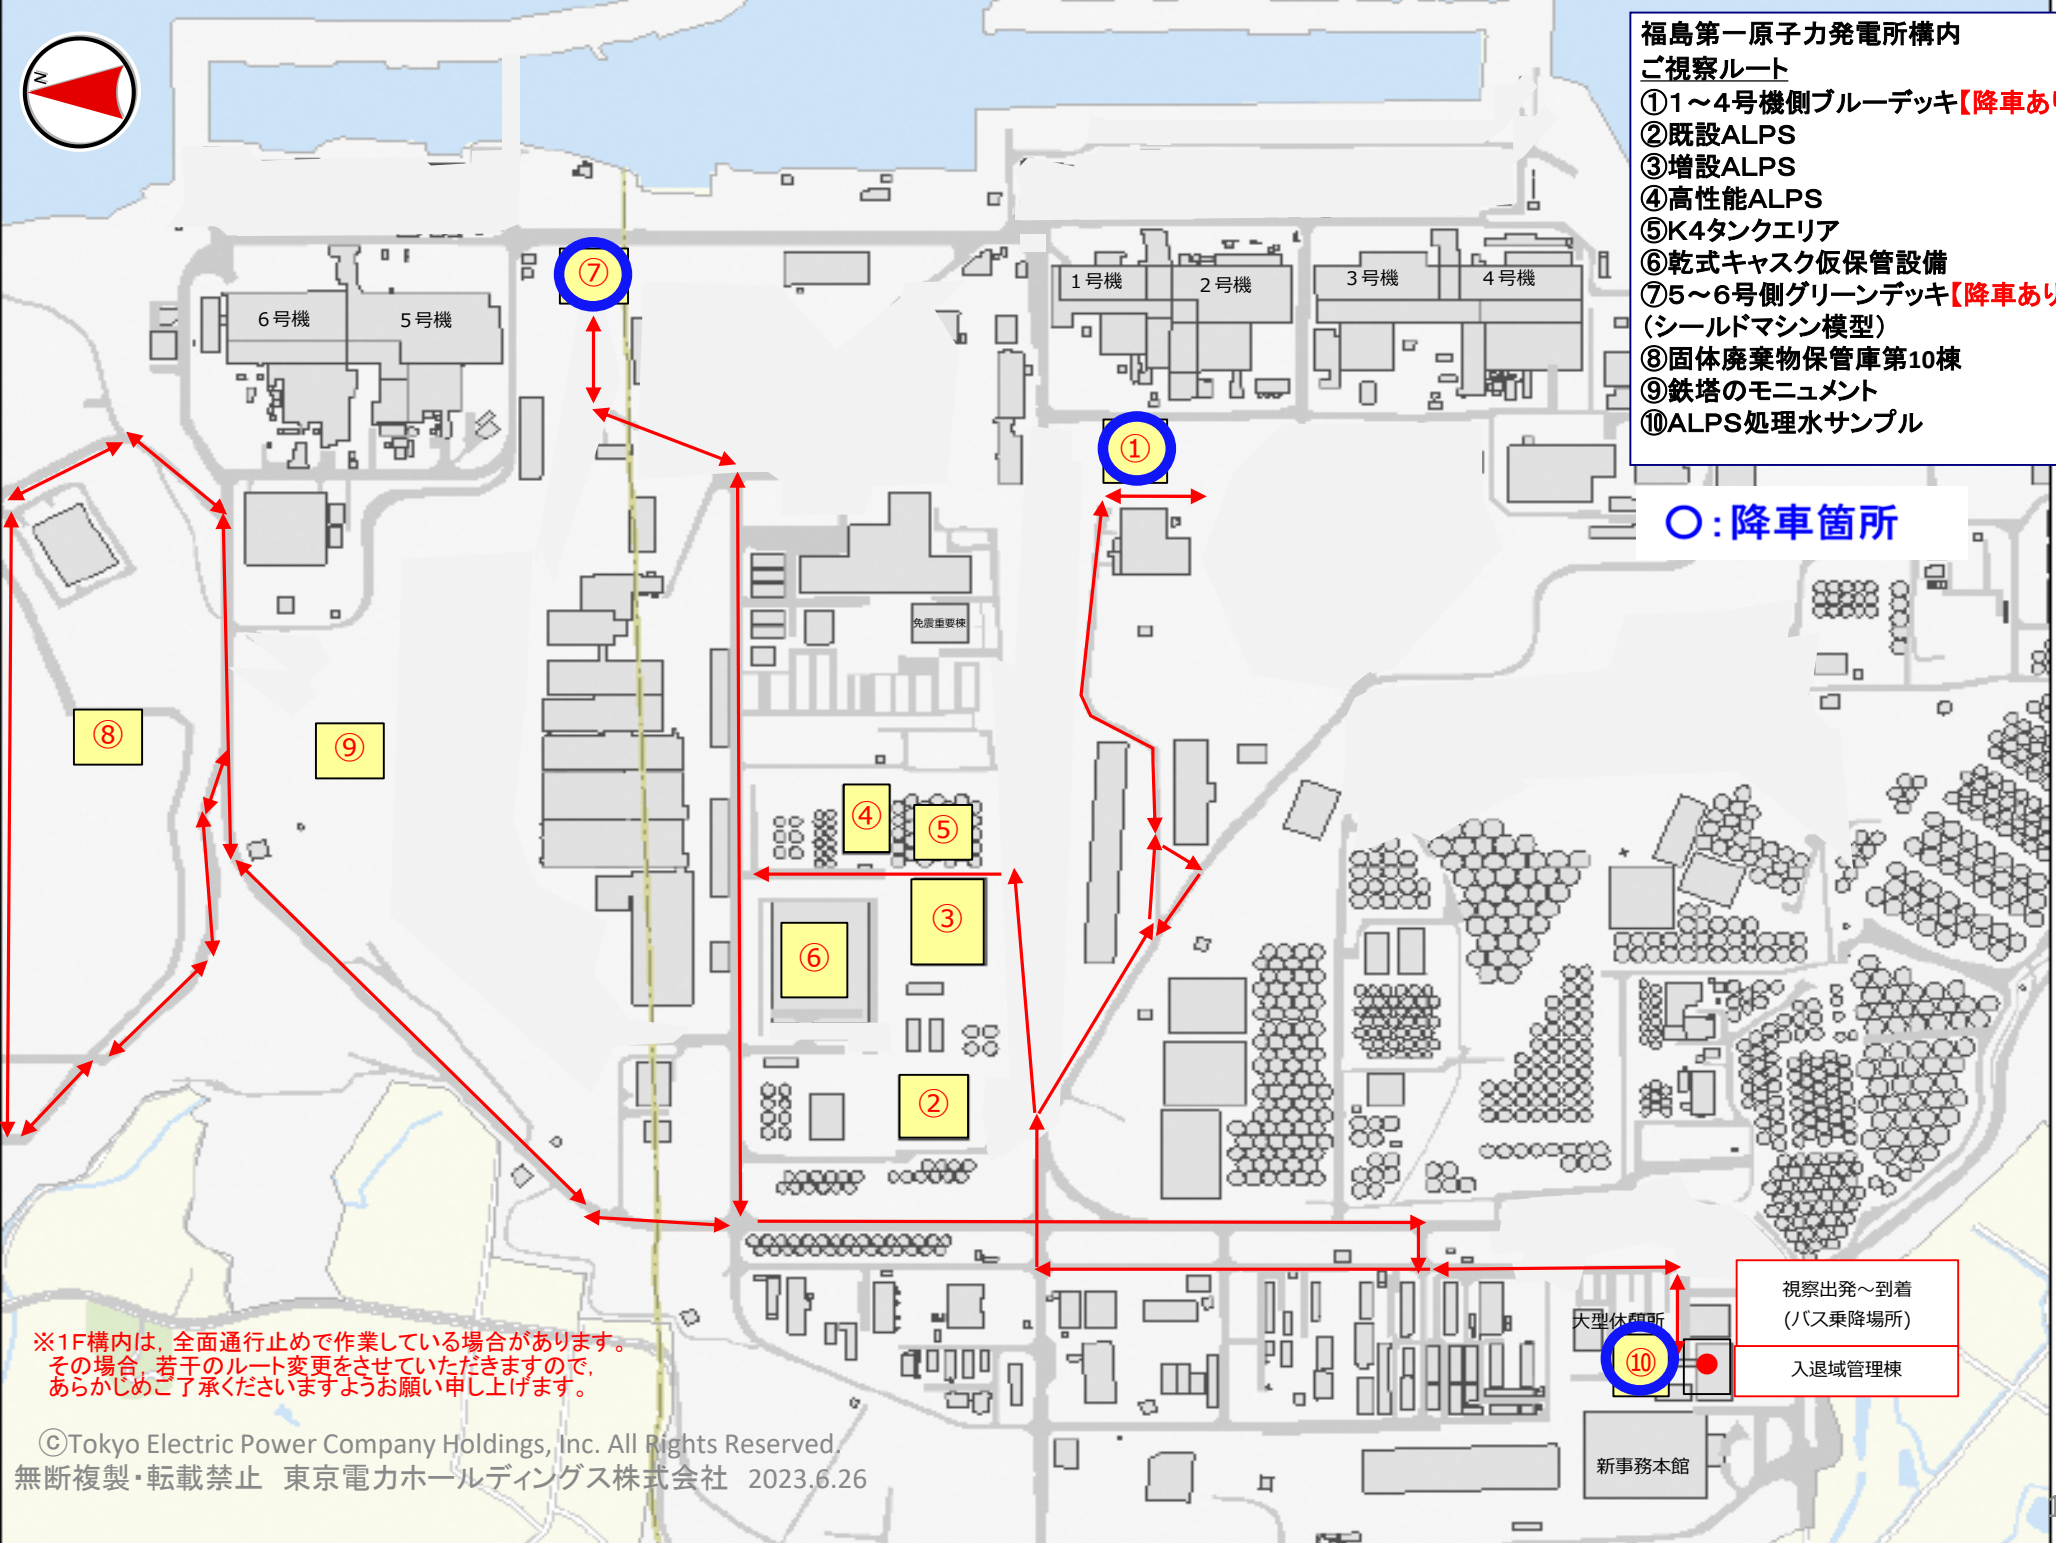 N
福島第一原子力発電所構内
ご視察ルート
①1～4号機側ブルーデッキ【降車あり
②既設ALPS
③増設ALPS
④高性能ALPS
⑤K4タンクエリア
⑥乾式キャスク仮保管設備
⑦5～6号側グリーンデッキ【降車あり
（シールドマシン模型）
⑧固体廃棄物保管庫第10棟
⑨鉄塔のモニュメント
⑩ALPS処理水サンプル
○：降車箇所
⑦
6号機
5号機
1号機
2号機
3号機
4号機
①
免震重要棟
⑧
⑨
④
⑤
③
⑥
②
大型休憩所
⑩
視察出発～到着
(バス乗降場所)
入退域管理棟
新事務本館
※1F構内は，全面通行止めで作業している場合があります。
その場合，若干のルート変更をさせていただきますので，
あらかじめご了承くださいますようお願い申し上げます。
©Tokyo Electric Power Company Holdings, Inc. All Rights Reserved.
無断複製・転載禁止　東京電力ホールディングス株式会社　2023.6.26